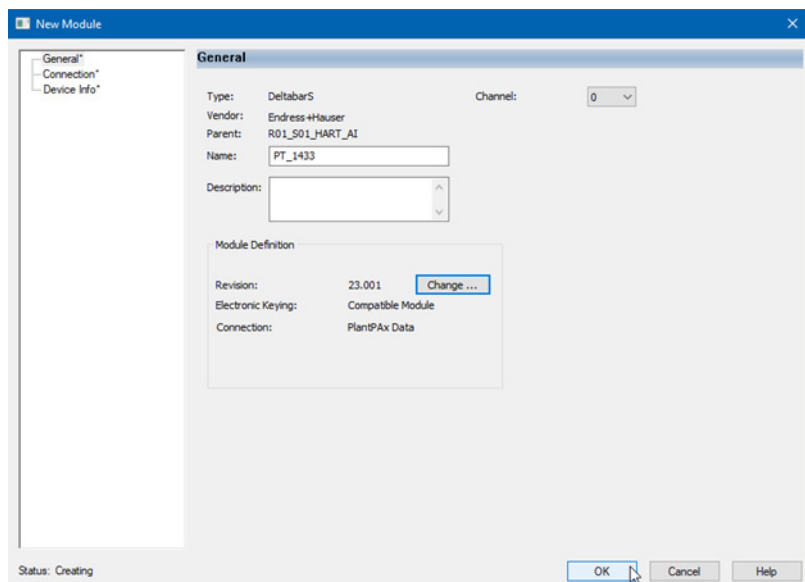 New Module
General*
Connection*
Device Info*
General
Type: DeltabarS Channel: 0
Vendor: Endress+Hauser
Parent: R01_S01_HART_AI
Name: PT_1433
Description:
Module Definition
Revision: 23.001 Change ...
Electronic Keying: Compatible Module
Connection: PlantPAx Data
Status: Creating OK Cancel Help